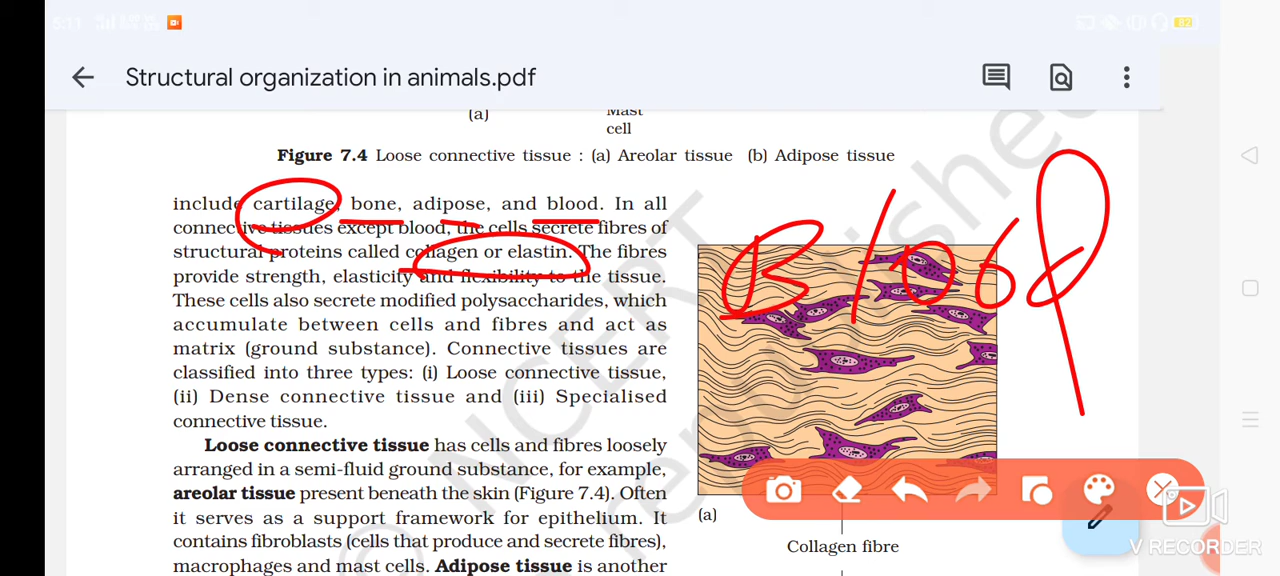 5:11
82
Structural organization in animals.pdf
(a)
Mast
cell
Figure 7.4 Loose connective tissue : (a) Areolar tissue (b) Adipose tissue
include cartilage, bone, adipose, and blood. In all
connective tissues except blood, the cells secrete fibres of
structural proteins called collagen or elastin. The fibres
provide strength, elasticity and flexibility to the tissue.
These cells also secrete modified polysaccharides, which
accumulate between cells and fibres and act as
matrix (ground substance). Connective tissues are
classified into three types: (i) Loose connective tissue,
(ii) Dense connective tissue and (iii) Specialised
connective tissue.
Loose connective tissue has cells and fibres loosely
arranged in a semi-fluid ground substance, for example,
areolar tissue present beneath the skin (Figure 7.4). Often
it serves as a support framework for epithelium. It
contains fibroblasts (cells that produce and secrete fibres),
macrophages and mast cells. Adipose tissue is another
(a)
Collagen fibre
© NCERT
V RECORDER